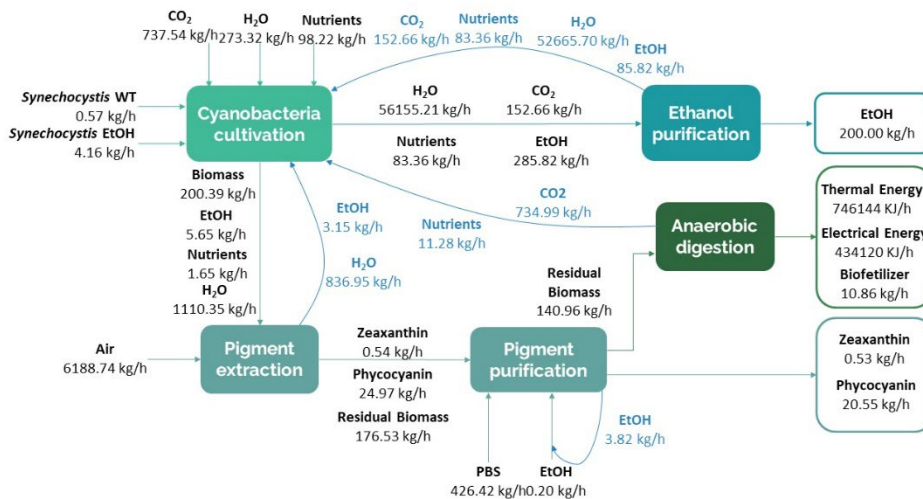 CO₂
737.54 kg/h
H₂O
273.32 kg/h
Nutrients
98.22 kg/h
CO₂
152.66 kg/h
Nutrients
83.36 kg/h
H₂O
52665.70 kg/h
EtOH
85.82 kg/h
Synechocystis WT
0.57 kg/h
Synechocystis EtOH
4.16 kg/h
Cyanobacteria
cultivation
H₂O
56155.21 kg/h
CO₂
152.66 kg/h
Nutrients
83.36 kg/h
EtOH
285.82 kg/h
Ethanol
purification
EtOH
200.00 kg/h
Biomass
200.39 kg/h
EtOH
5.65 kg/h
Nutrients
1.65 kg/h
H₂O
1110.35 kg/h
EtOH
3.15 kg/h
H₂O
836.95 kg/h
CO2
734.99 kg/h
Nutrients
11.28 kg/h
Anaerobic
digestion
Thermal Energy
746144 KJ/h
Electrical Energy
434120 KJ/h
Biofetilizer
10.86 kg/h
Residual
Biomass
140.96 kg/h
Air
6188.74 kg/h
Pigment
extraction
Zeaxanthin
0.54 kg/h
Phycocyanin
24.97 kg/h
Residual Biomass
176.53 kg/h
Pigment
purification
Zeaxanthin
0.53 kg/h
Phycocyanin
20.55 kg/h
EtOH
3.82 kg/h
PBS
426.42 kg/h
EtOH
0.20 kg/h